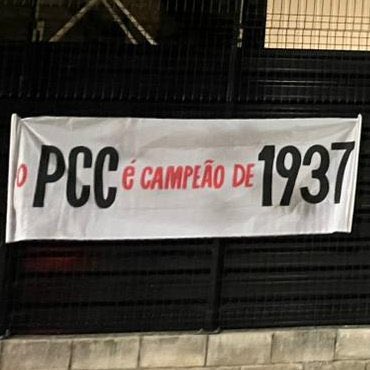 O PCC é CAMPEÃO DE 1937